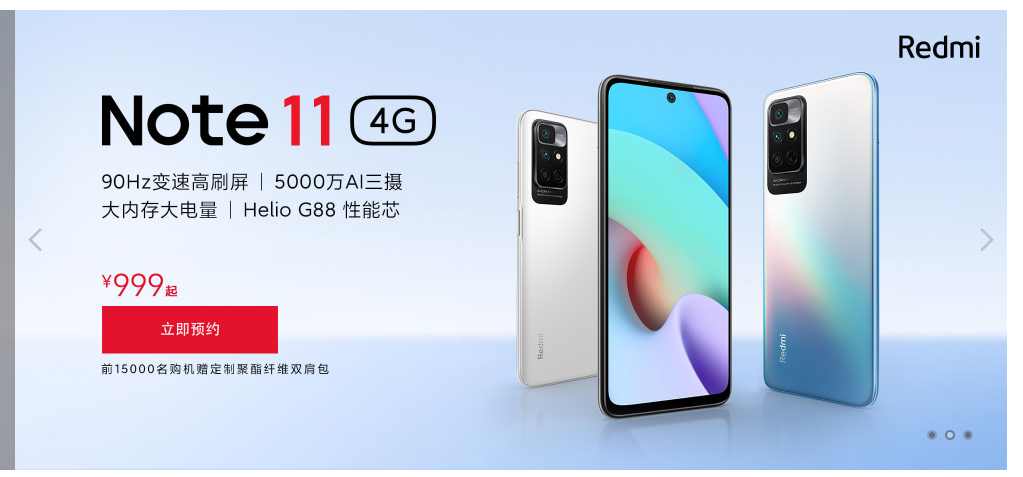 Redmi
Note 11 4G
90Hz变速高刷屏 | 5000万AI三摄
大内存大电量 | Helio G88 性能芯
¥999起
立即预约
前15000名购机赠定制聚酯纤维双肩包
Redmi
Redmi